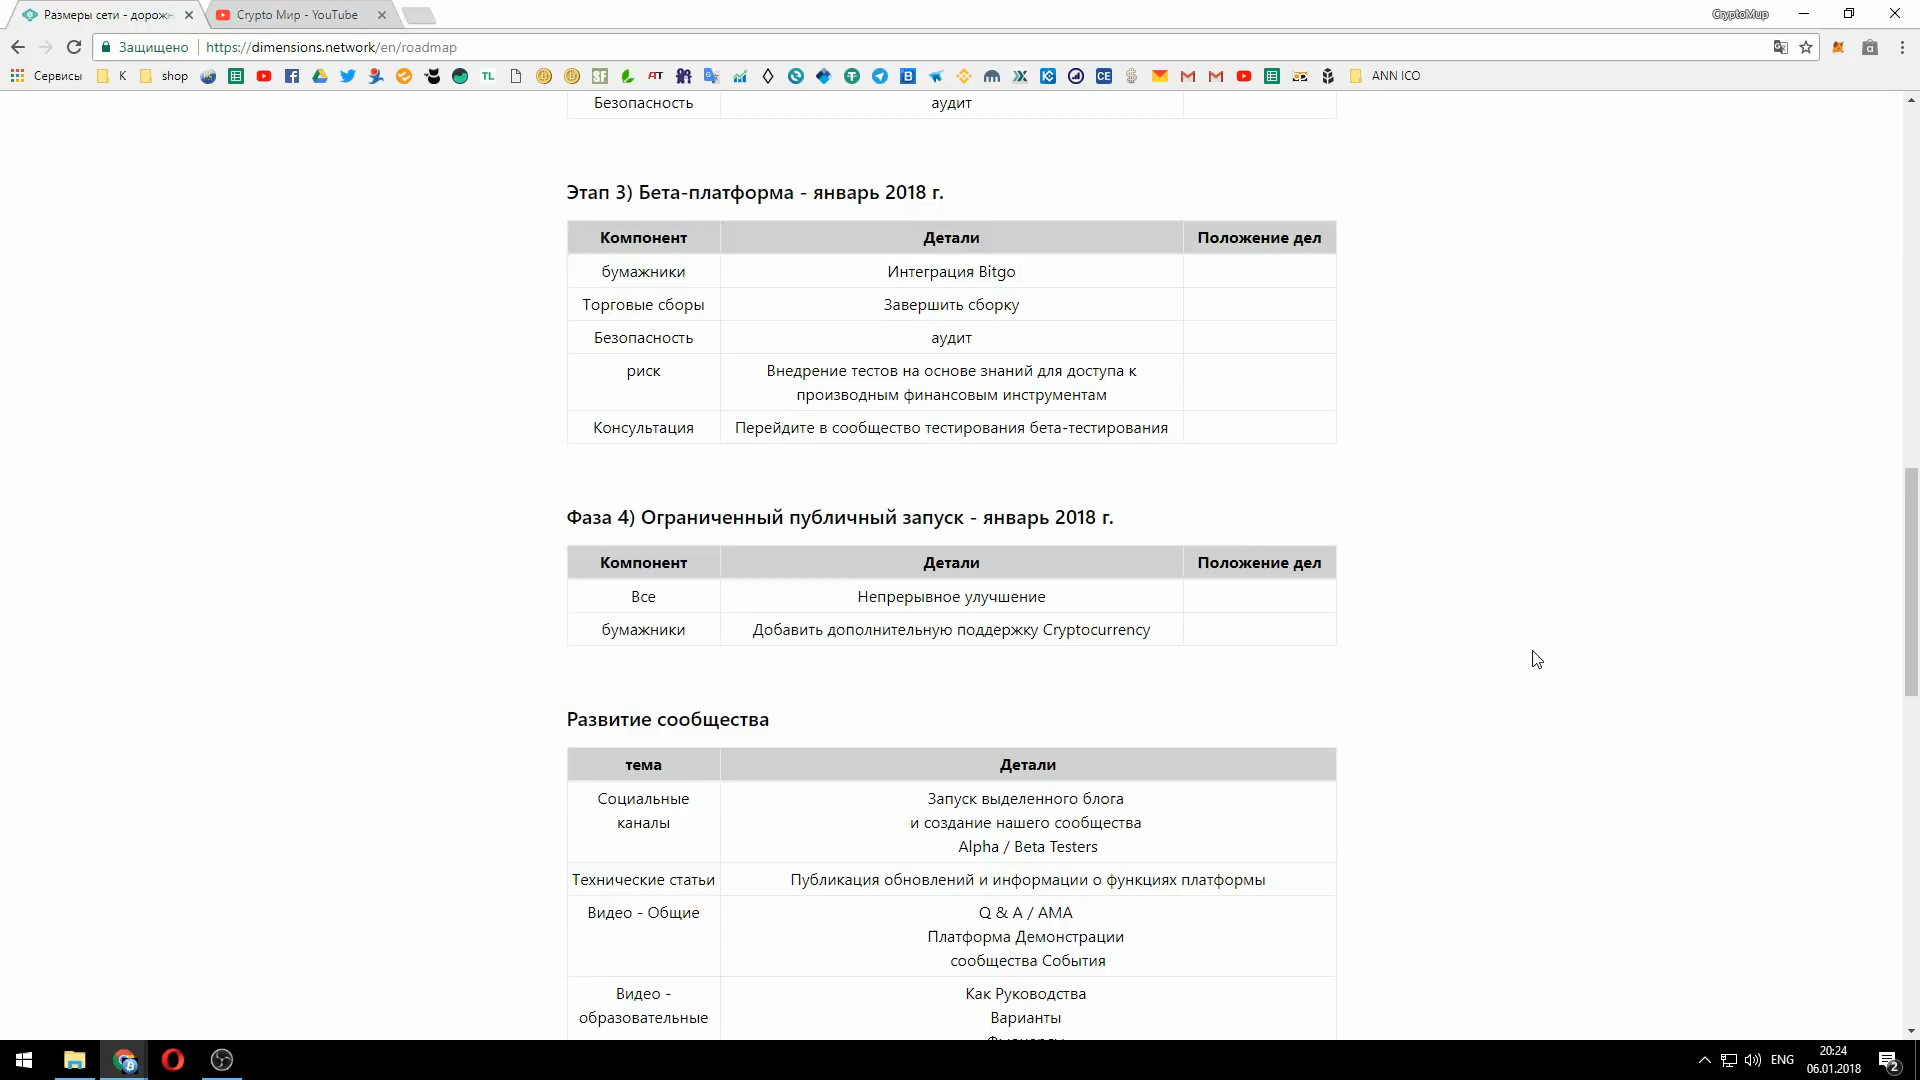 Размеры сети - дорожн
Crypto Мир - YouTube
CryptoМир
Защищено
https://dimensions.network/en/roadmap
Сервисы
K
shop
ANN ICO
Безопасность аудит
Этап 3) Бета-платформа - январь 2018 г.
Компонент Детали Положение дел
бумажники Интеграция Bitgo
Торговые сборы Завершить сборку
Безопасность аудит
риск Внедрение тестов на основе знаний для доступа к
производным финансовым инструментам
Консультация Перейдите в сообщество тестирования бета-тестирования
Фаза 4) Ограниченный публичный запуск - январь 2018 г.
Компонент Детали Положение дел
Все Непрерывное улучшение
бумажники Добавить дополнительную поддержку Cryptocurrency
Развитие сообщества
тема Детали
Социальные
каналы
Запуск выделенного блога
и создание нашего сообщества
Alpha / Beta Testers
Технические статьи Публикация обновлений и информации о функциях платформы
Видео - Общие Q & A / AMA
Платформа Демонстрации
сообщества События
Видео -
образовательные
Как Руководства
Варианты
ENG
20:24
06.01.2018
2